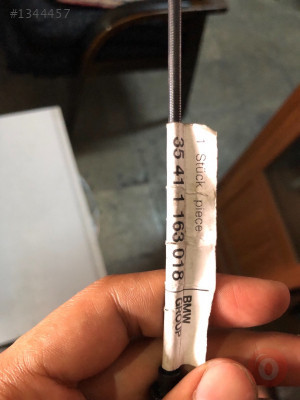 #1344457
1 Stück / piece
35 41 1 163 018
BMW
GROUP